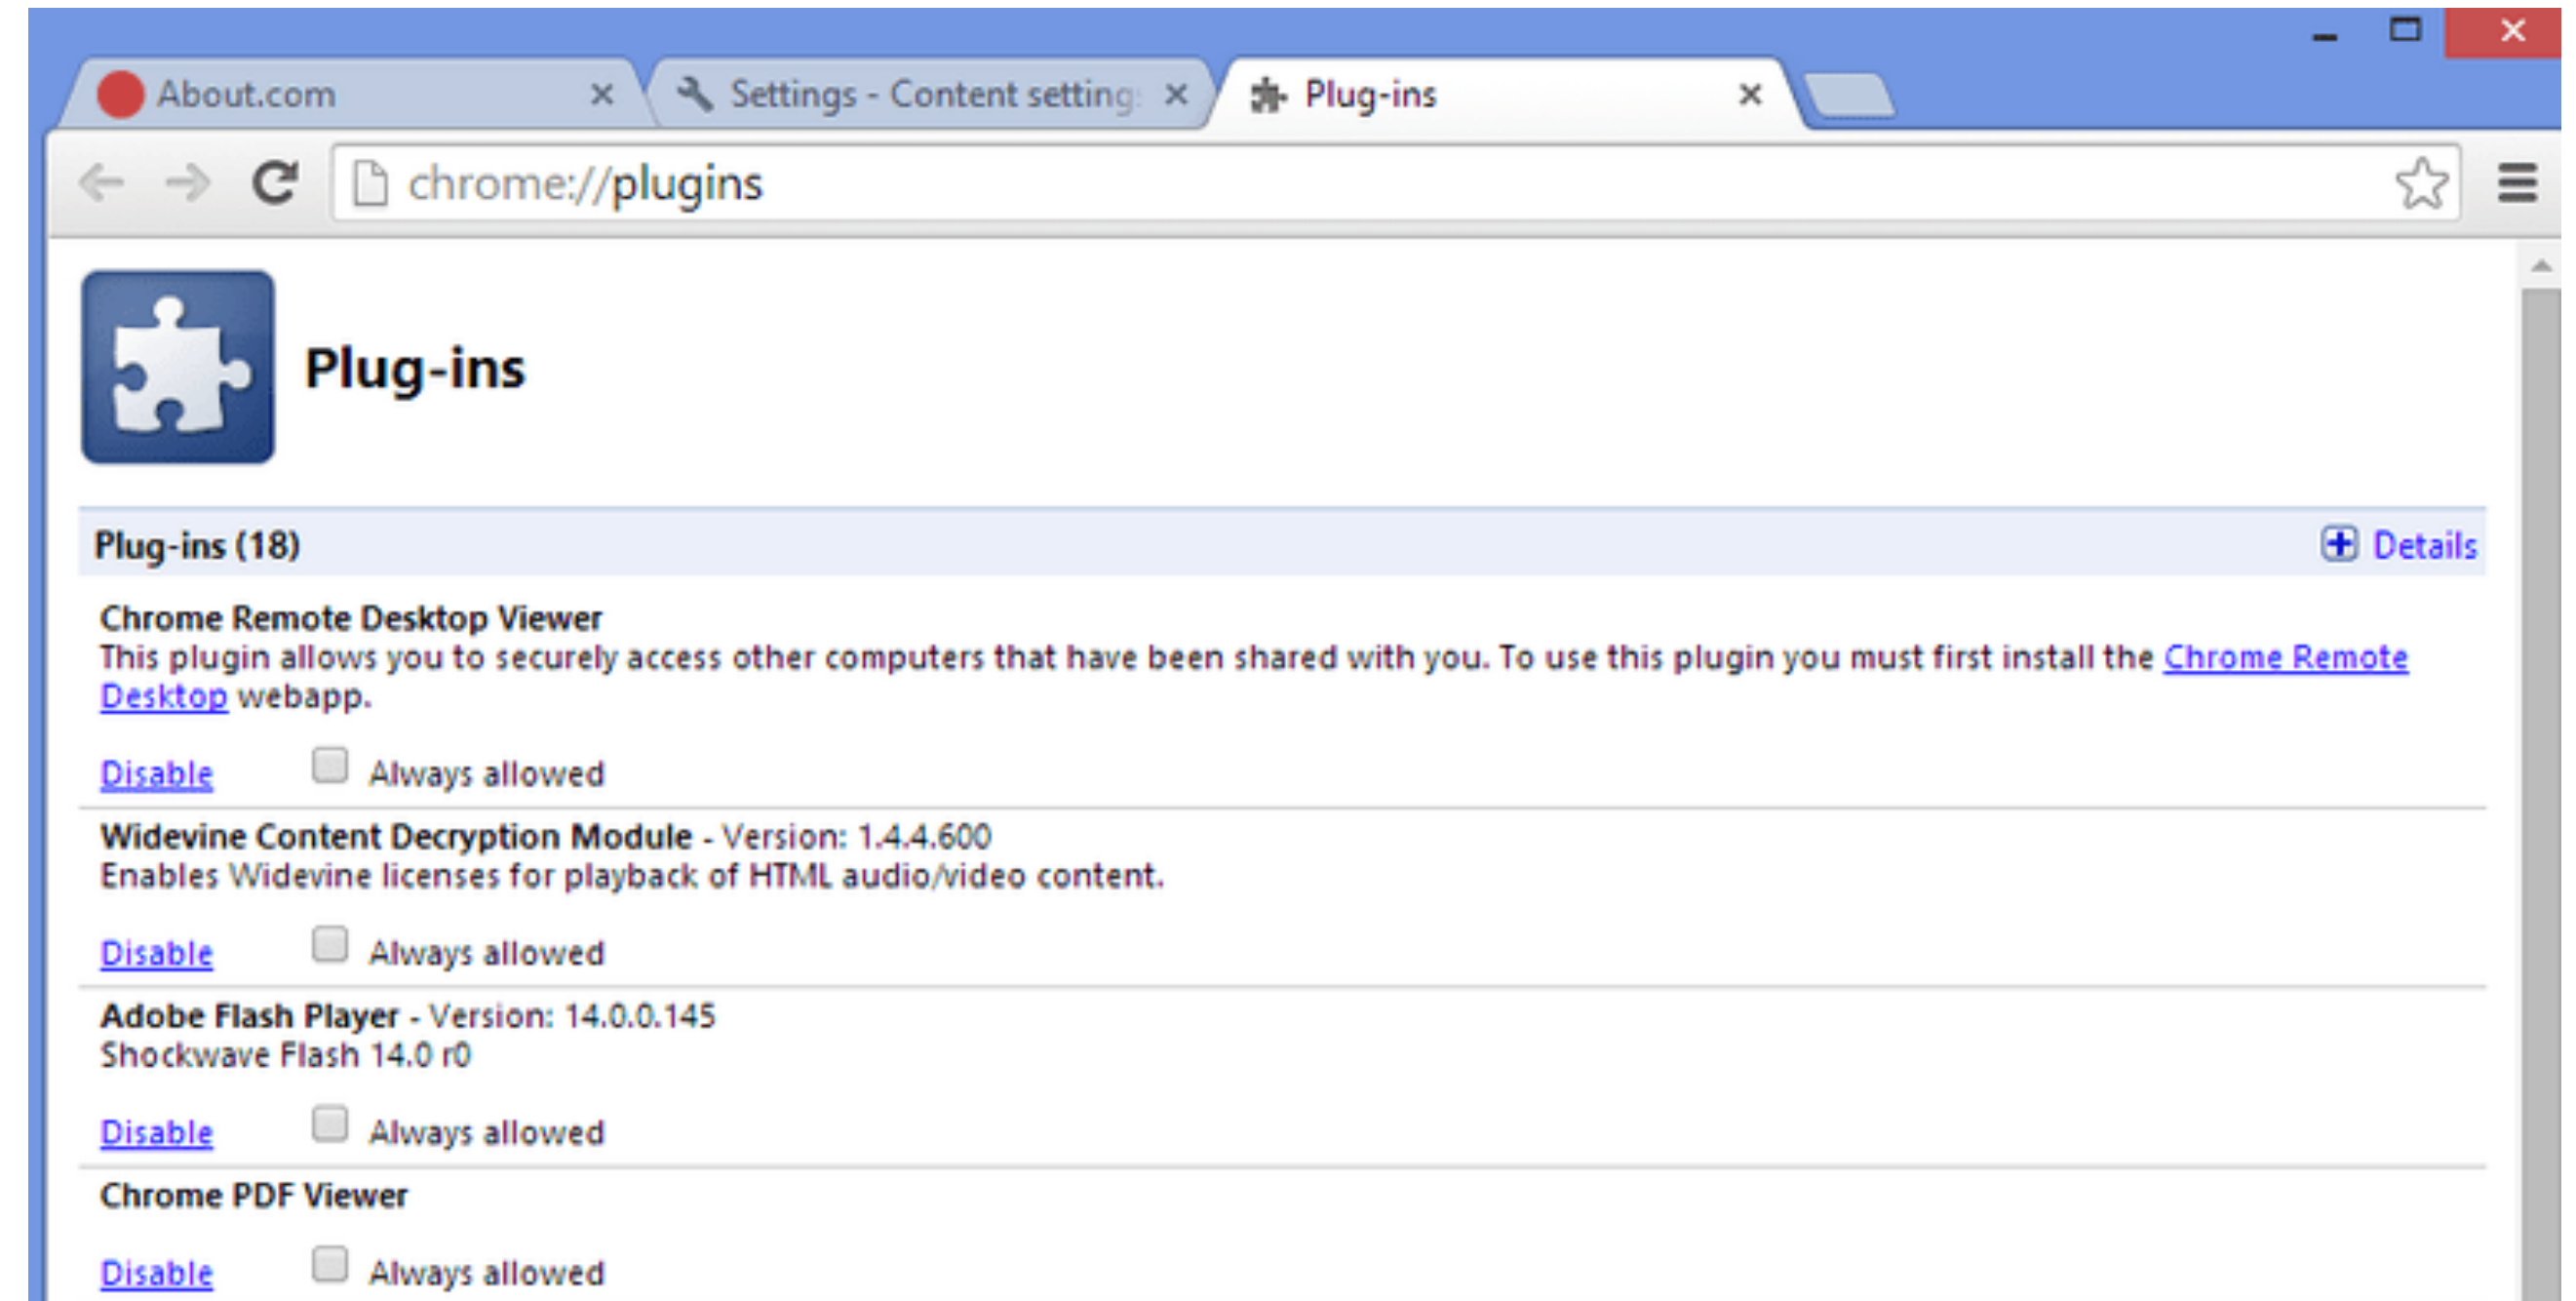 About.com
Settings - Content setting
Plug-ins
chrome://plugins
Plug-ins
Plug-ins (18)
Details
Chrome Remote Desktop Viewer
This plugin allows you to securely access other computers that have been shared with you. To use this plugin you must first install the Chrome Remote
Desktop webapp.
Disable Always allowed
Widevine Content Decryption Module - Version: 1.4.4.600
Enables Widevine licenses for playback of HTML audio/video content.
Disable Always allowed
Adobe Flash Player - Version: 14.0.0.145
Shockwave Flash 14.0 r0
Disable Always allowed
Chrome PDF Viewer
Disable Always allowed